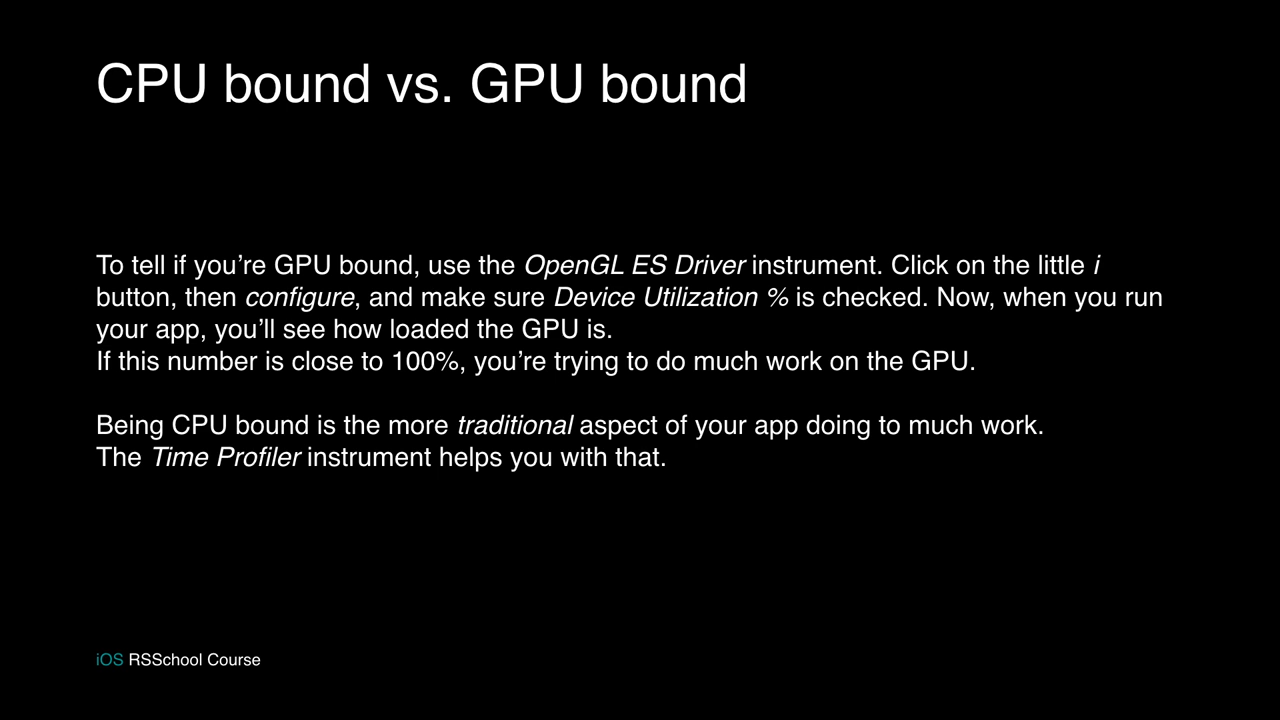 CPU bound vs. GPU bound
To tell if you’re GPU bound, use the OpenGL ES Driver instrument. Click on the little i
button, then configure, and make sure Device Utilization % is checked. Now, when you run
your app, you’ll see how loaded the GPU is.
If this number is close to 100%, you’re trying to do much work on the GPU.
Being CPU bound is the more traditional aspect of your app doing to much work.
The Time Profiler instrument helps you with that.
iOS RSSchool Course